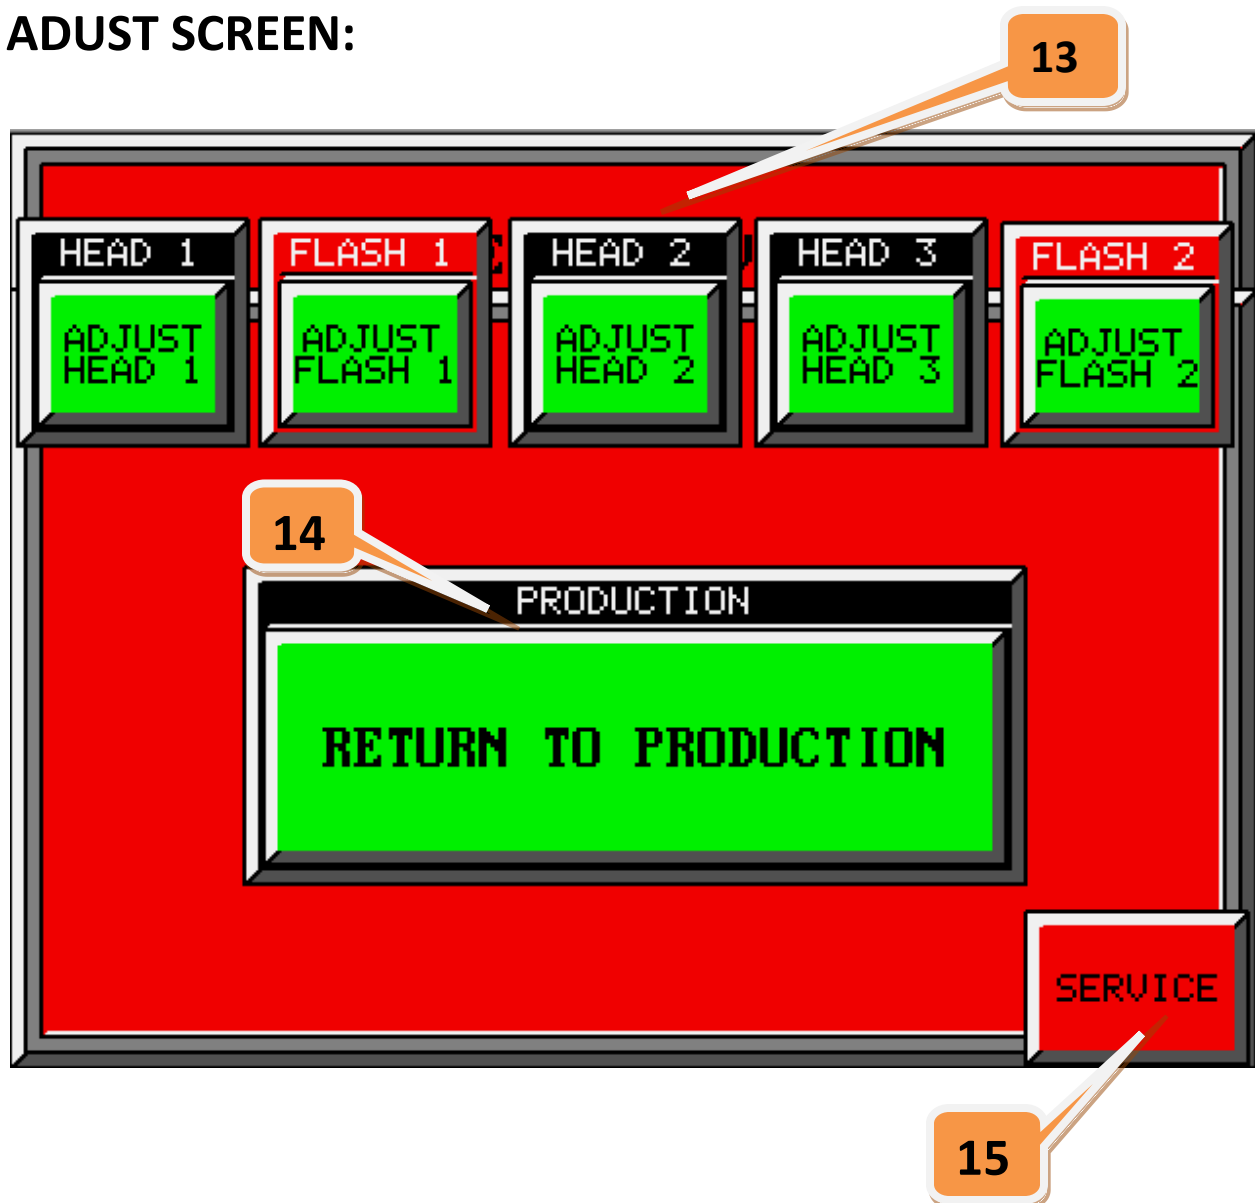 ADUST SCREEN:
13
HEAD 1
FLASH 1
HEAD 2
HEAD 3
FLASH 2
ADJUST
HEAD 1
ADJUST
FLASH 1
ADJUST
HEAD 2
ADJUST
HEAD 3
ADJUST
FLASH 2
14
PRODUCTION
RETURN TO PRODUCTION
SERVICE
15